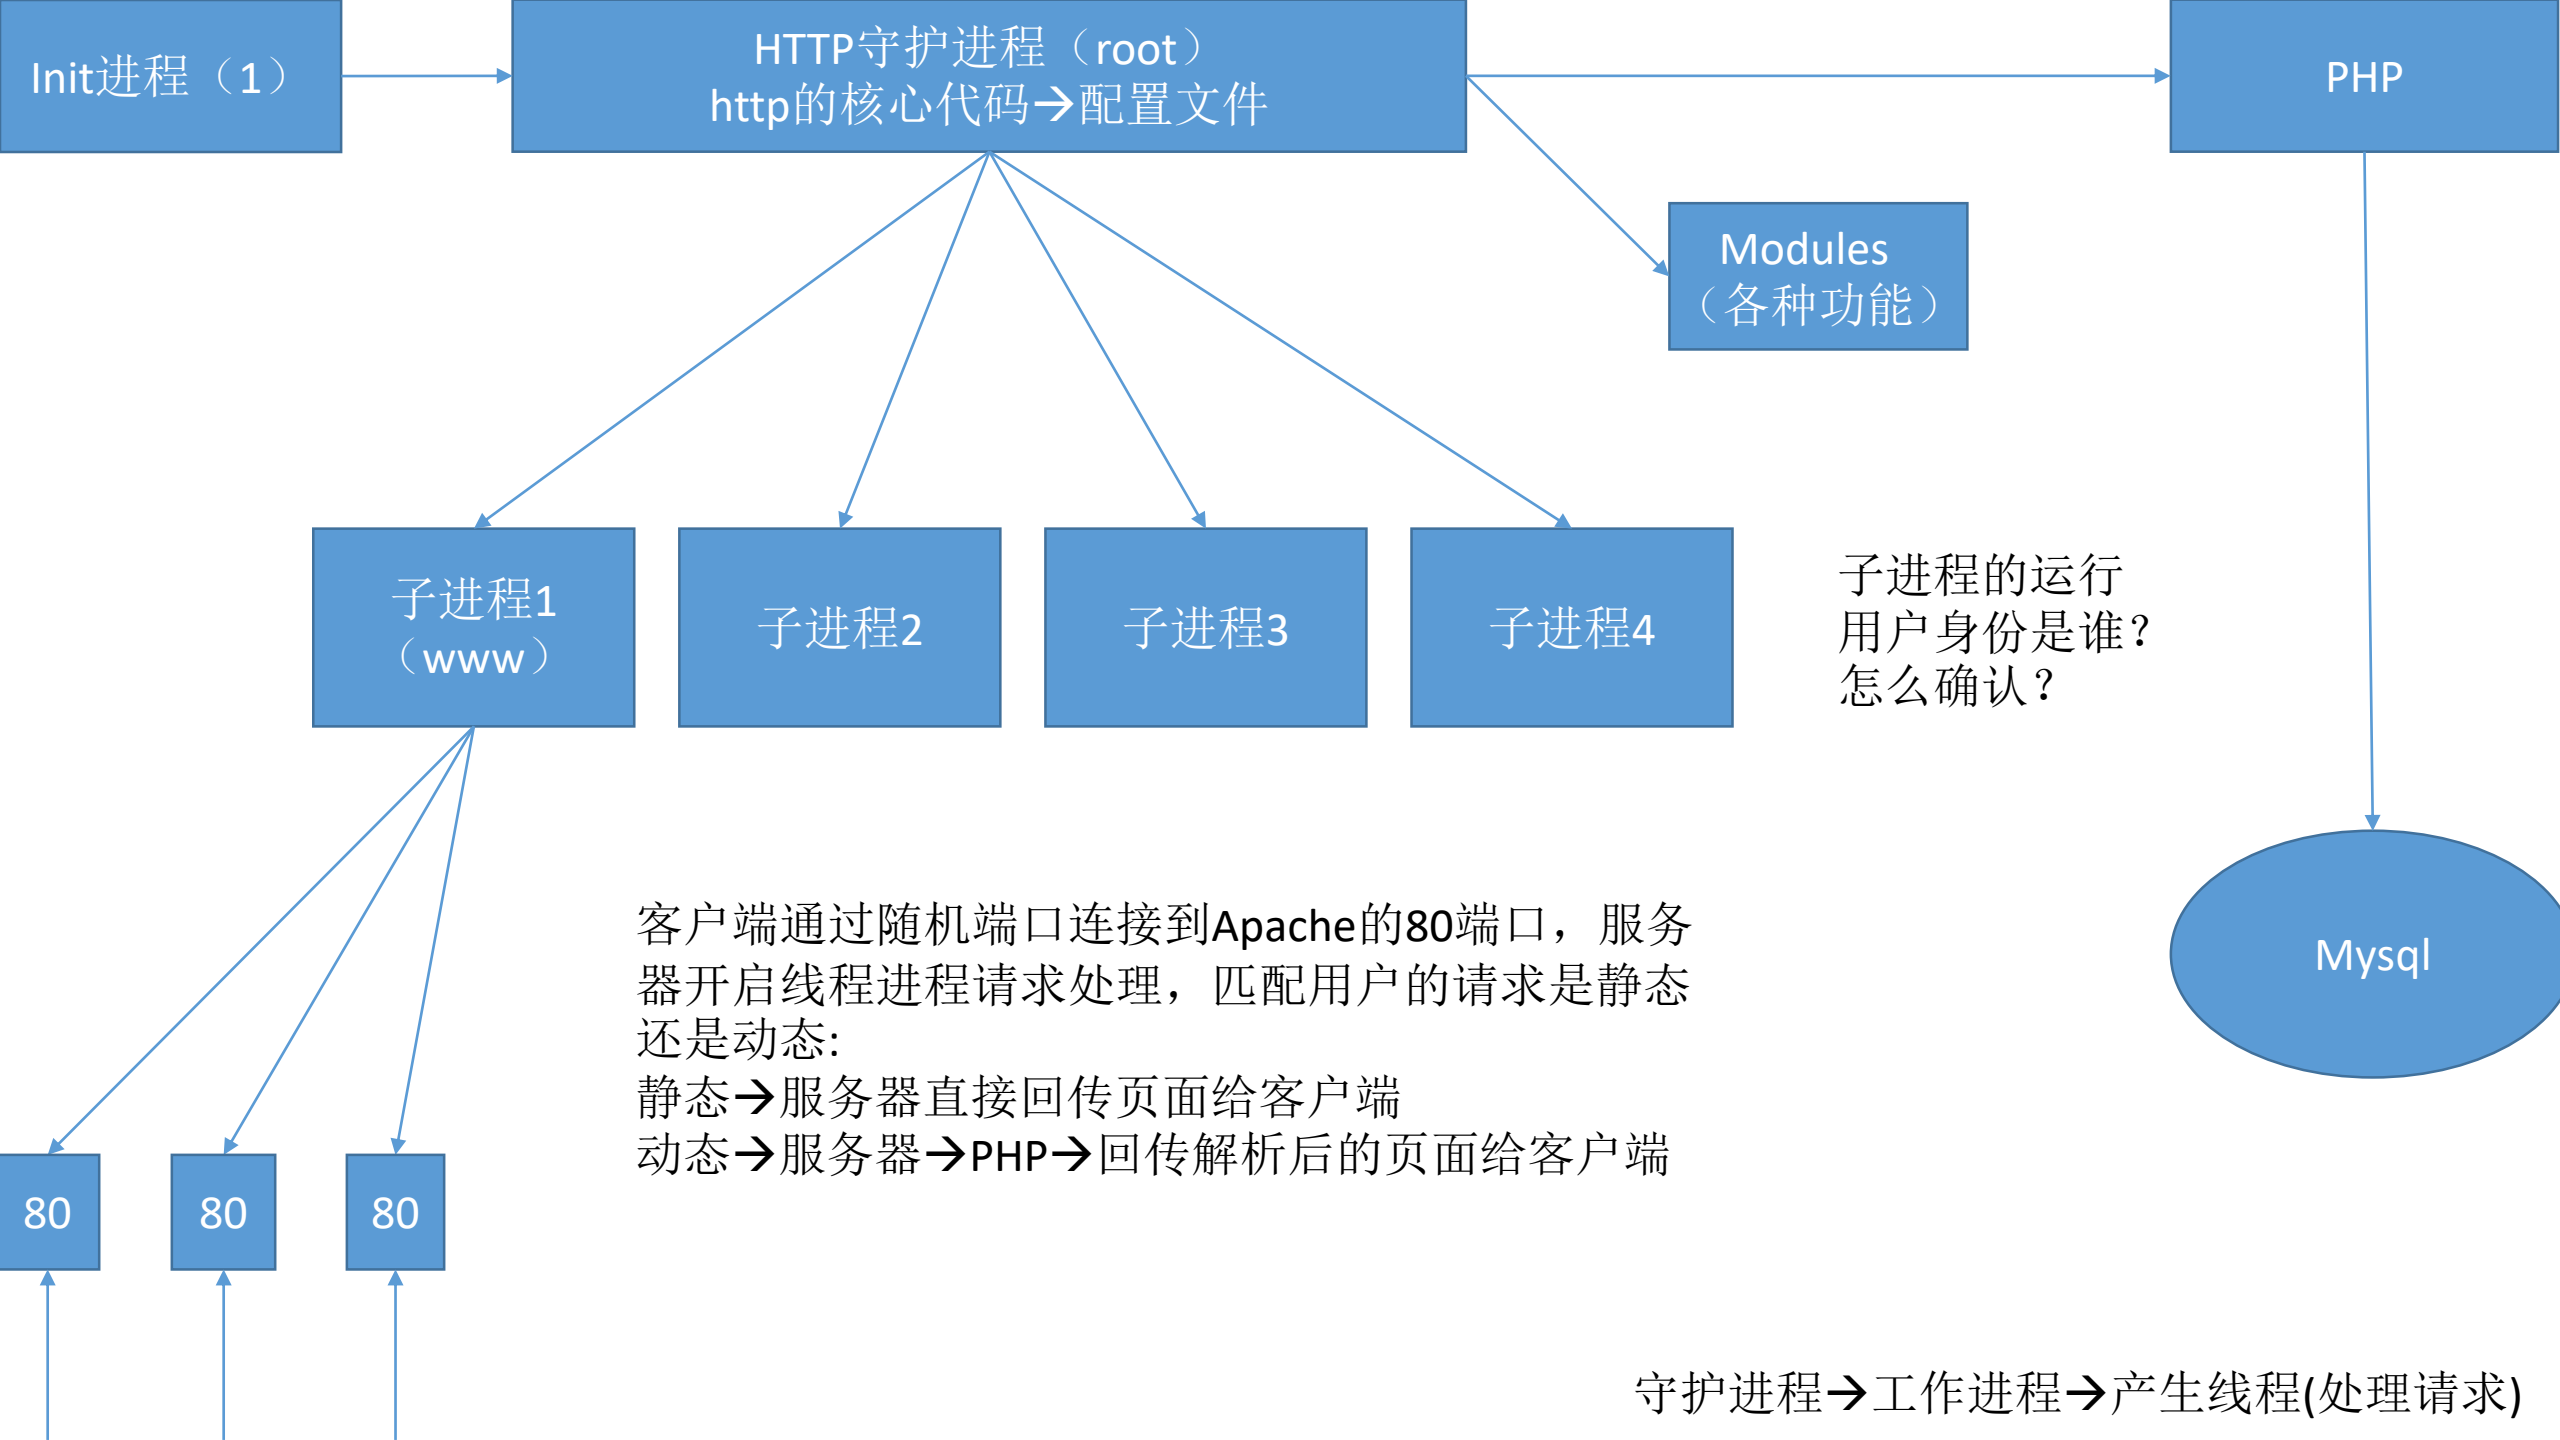 Init进程（1）
HTTP守护进程（root）
http的核心代码→配置文件
PHP
Modules
（各种功能）
子进程1
（www）
子进程2
子进程3
子进程4
子进程的运行
用户身份是谁？
怎么确认？
客户端通过随机端口连接到Apache的80端口，服务
器开启线程进程请求处理，匹配用户的请求是静态
还是动态:
静态→服务器直接回传页面给客户端
动态→服务器→PHP→回传解析后的页面给客户端
Mysql
80
80
80
守护进程→工作进程→产生线程(处理请求)